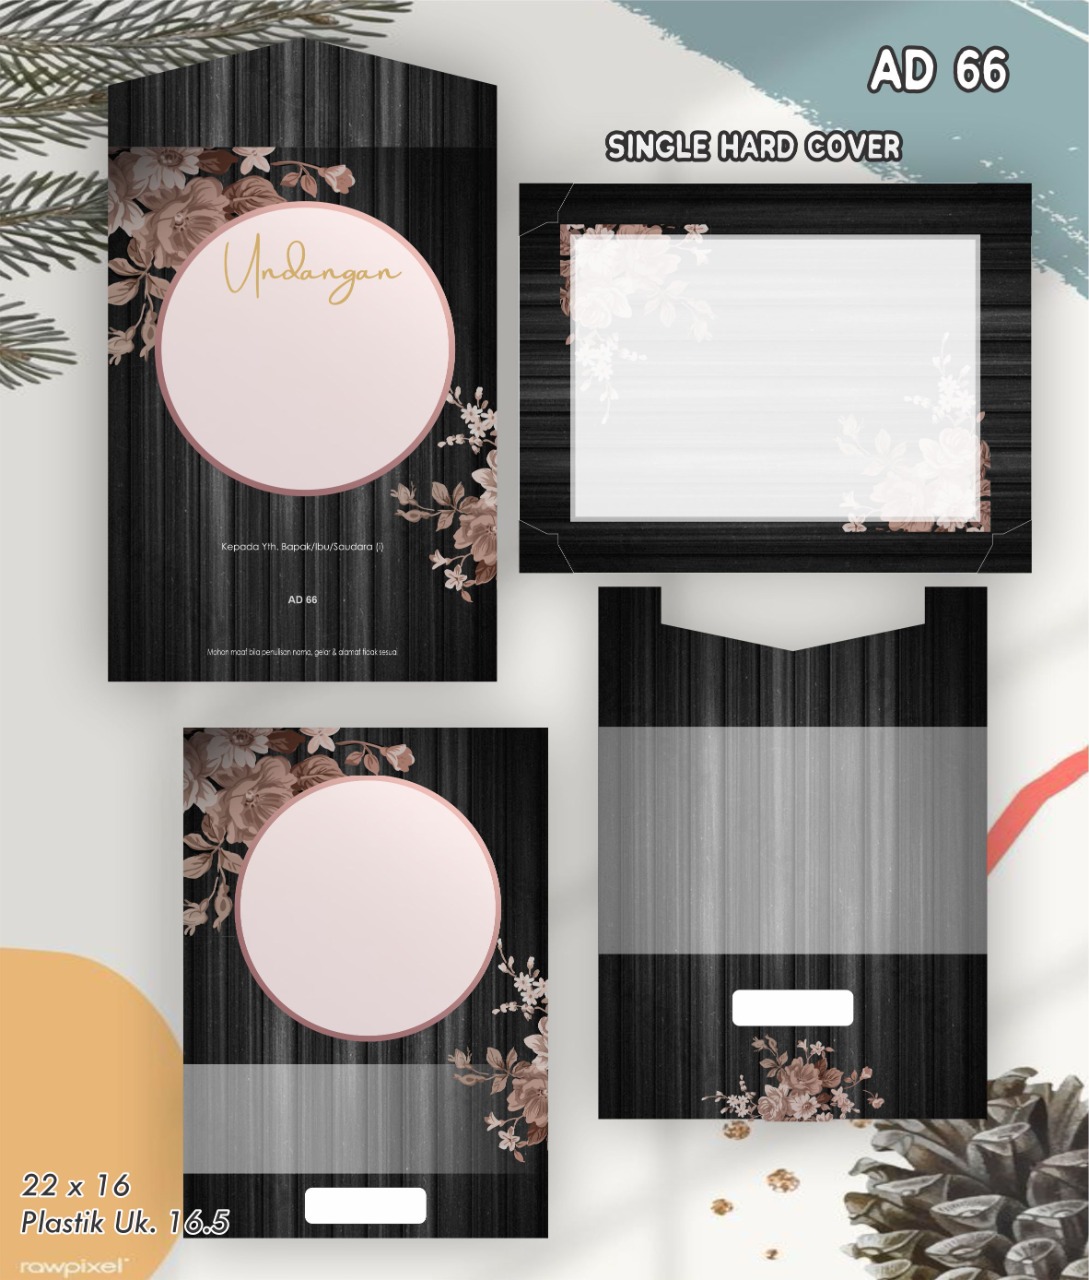 AD 66
SINGLE HARD COVER
Undangan
Kepada Yth. Bapak/Ibu/Saudara (i)
AD 66
Mohon maaf bila penulisan nama, gelar & alamat tidak sesuai
22 x 16
Plastik Uk. 16.5
rawpixel